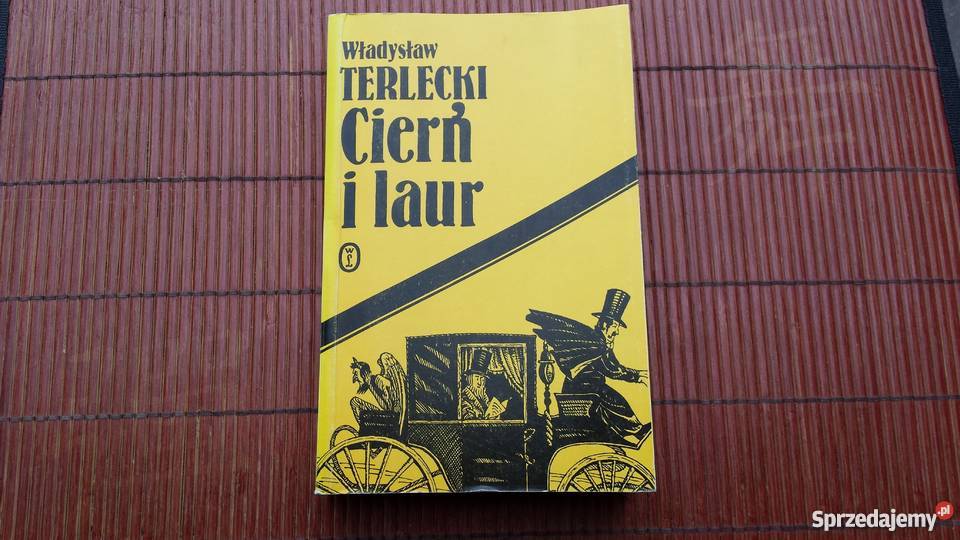 Władysław
TERLECKI
Cierń
i laur
W
Ł
Sprzedajemy.pl